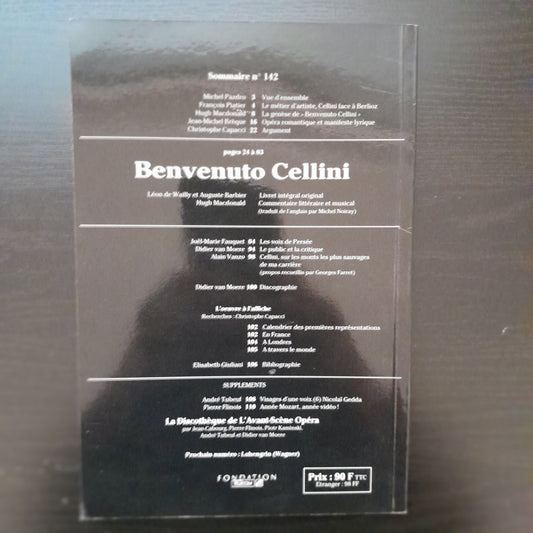 Sommaire n° 142
Michel Pazdro 3 Vue d'ensemble
François Piatier 4 Le métier d'artiste, Cellini face à Berlioz
Hugh Macdonald 8 La genèse de « Benvenuto Cellini »
Jean-Michel Brèque 16 Opéra romantique et manifeste lyrique
Christophe Capacci 22 Argument
pages 24 à 83
Benvenuto Cellini
Léon de Wailly et Auguste Barbier Livret intégral original
Hugh Macdonald Commentaire littéraire et musical
(traduit de l'anglais par Michel Noiray)
Joël-Marie Fauquet 84 Les voix de Persée
Didier van Moere 94 Le public et la critique
Alain Vanzo 98 Cellini, sur les monts les plus sauvages
de ma carrière
(propos recueillis par Georges Farret)
Didier van Moere 100 Discographie
L'oeuvre à l'affiche
Recherches : Christophe Capacci
102 Calendrier des premières représentations
102 En France
104 A Londres
105 A travers le monde
Elisabeth Giuliani 106 Bibliographie
SUPPLEMENTS
André Tubeuf 108 Visages d'une voix (6) Nicolaï Gedda
Pierre Flinois 110 Année Mozart, année vidéo !
La Discothèque de L'Avant-Scène Opéra
par Jean Cabourg, Pierre Flinois, Piotr Kaminski,
André Tubeuf et Didier van Moere
Prochain numéro : Lohengrin (Wagner)
FONDATION
Prix : 90 F TTC
Etranger : 98 FF